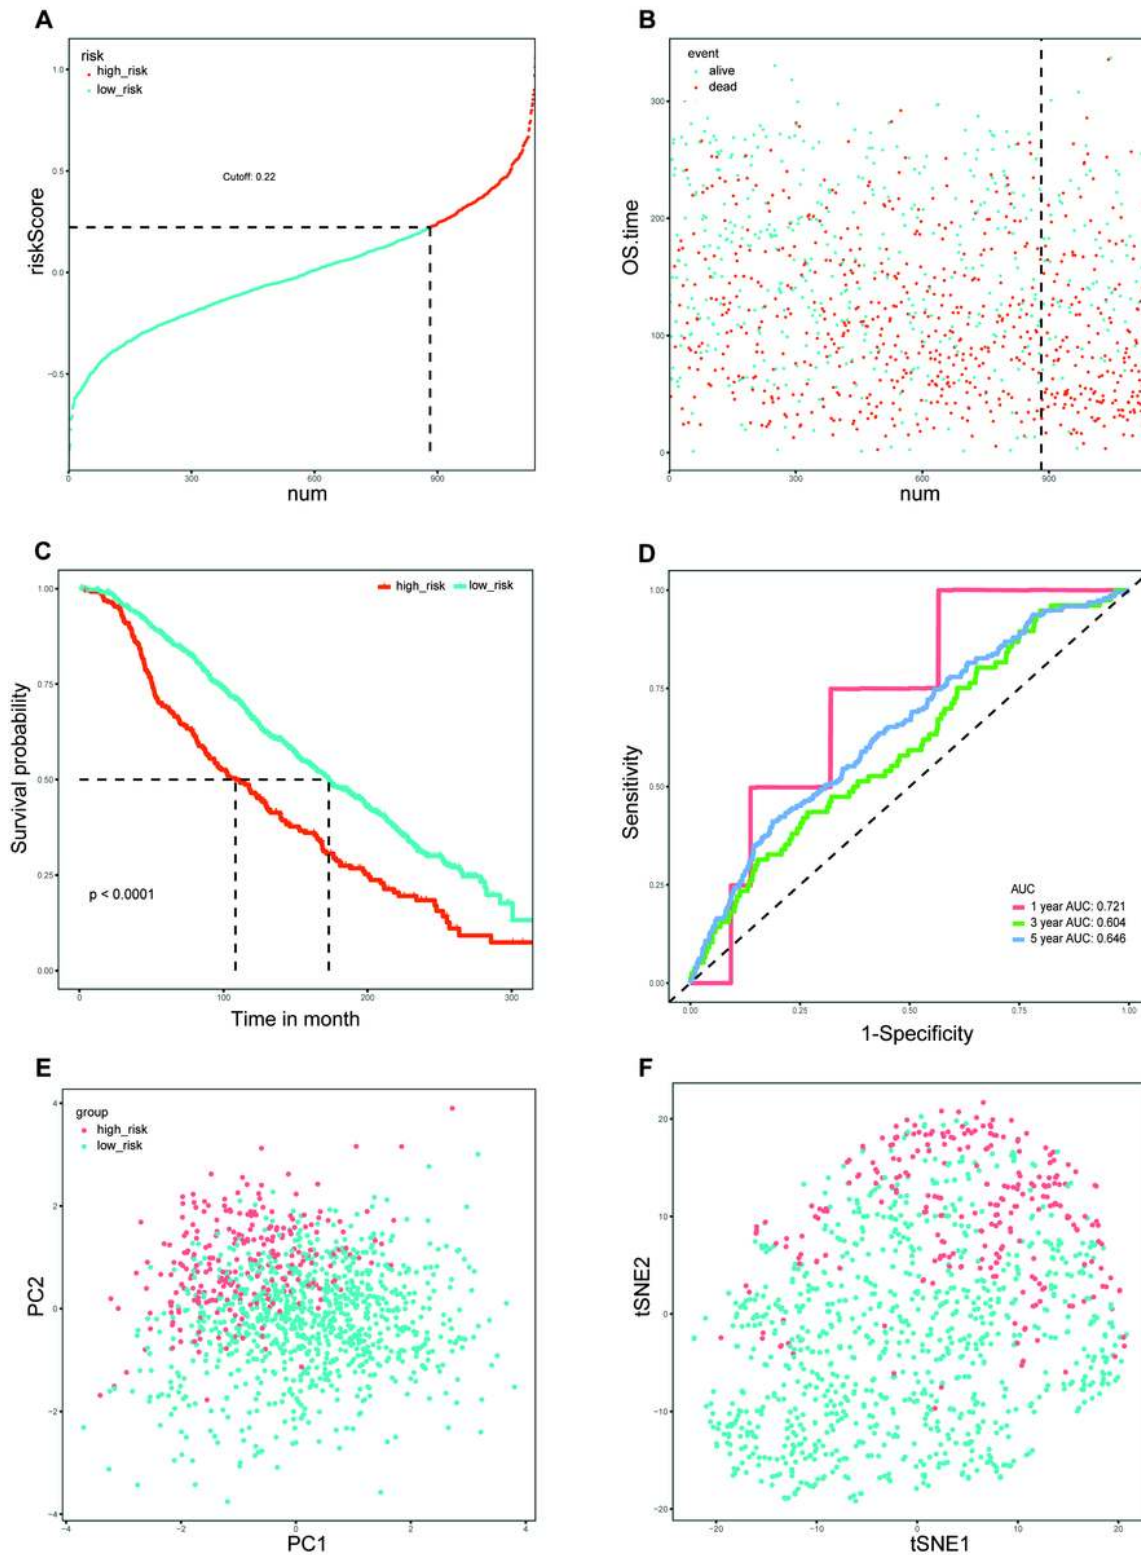 A
risk
high_risk
low_risk
Cutoff: 0.22
riskScore
1.0
0.5
0.0
−0.5
0
300
600
900
num
B
event
alive
dead
OS.time
300
200
100
0
0
300
600
900
num
C
high_risk
low_risk
Survival probability
1.00
0.75
0.50
0.25
0.00
p < 0.0001
0
100
200
300
Time in month
D
Sensitivity
1.00
0.75
0.50
0.25
0.00
AUC
1 year AUC: 0.721
3 year AUC: 0.604
5 year AUC: 0.646
0.00
0.25
0.50
0.75
1.00
1-Specificity
E
group
high_risk
low_risk
PC2
4
2
0
−2
−4
−4
−2
0
2
4
PC1
F
tSNE2
20
10
0
−10
−20
−20
−10
0
10
20
tSNE1